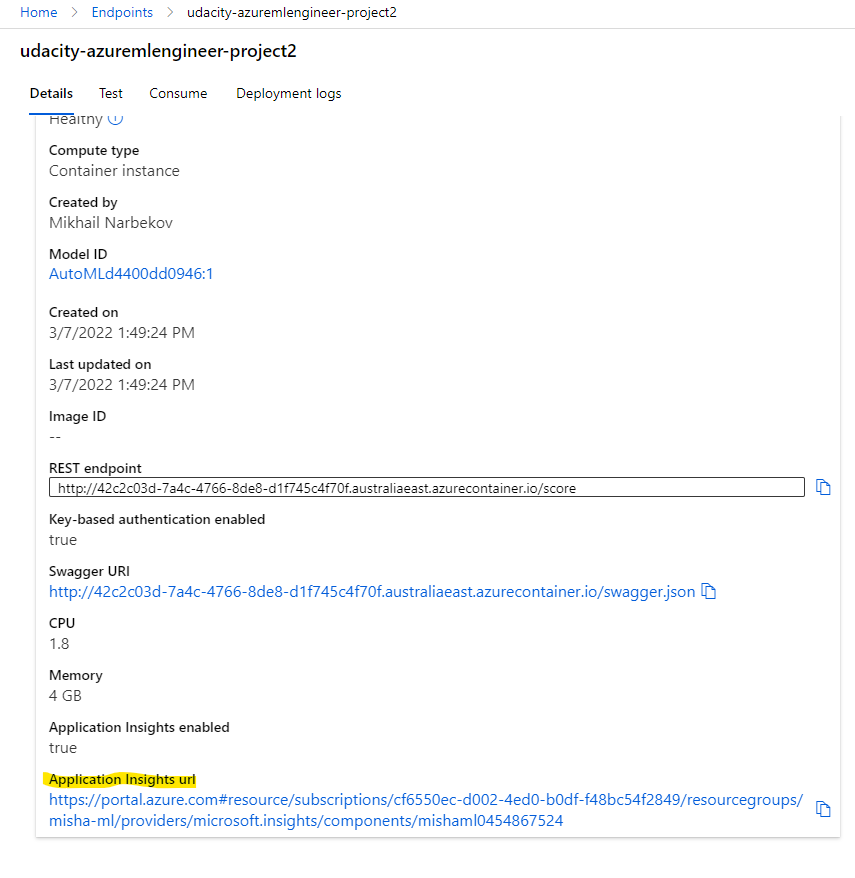 Home > Endpoints > udacity-azuremlengineer-project2
udacity-azuremlengineer-project2
Details Test Consume Deployment logs
Healthy
Compute type
Container instance
Created by
Mikhail Narbekov
Model ID
AutoMLd4400dd0946:1
Created on
3/7/2022 1:49:24 PM
Last updated on
3/7/2022 1:49:24 PM
Image ID
--
REST endpoint
http://42c2c03d-7a4c-4766-8de8-d1f745c4f70f.australiaeast.azurecontainer.io/score
Key-based authentication enabled
true
Swagger URI
http://42c2c03d-7a4c-4766-8de8-d1f745c4f70f.australiaeast.azurecontainer.io/swagger.json
CPU
1.8
Memory
4 GB
Application Insights enabled
true
Application Insights url
https://portal.azure.com#resource/subscriptions/cf6550ec-d002-4ed0-b0df-f48bc54f2849/resourcegroups/
misha-ml/providers/microsoft.insights/components/mishaml0454867524